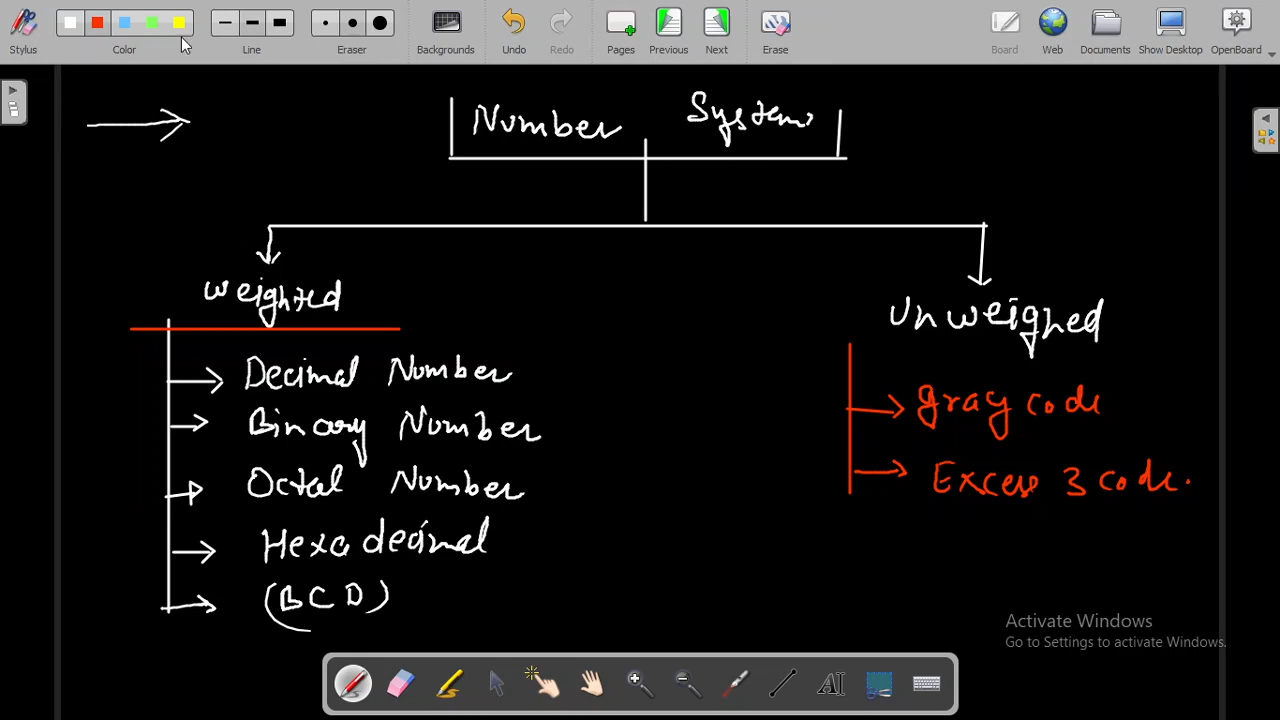 Stylus
Color
Line
Eraser
Backgrounds
Undo
Redo
Pages
Previous
Next
Erase
Board
Web
Documents
Show Desktop
OpenBoard
Number System
Weighted
Unweighed
Decimal Number
Binary Number
Octal Number
Hexa decimal
(BCD)
gray code
Excess 3 code.
Activate Windows
Go to Settings to activate Windows.